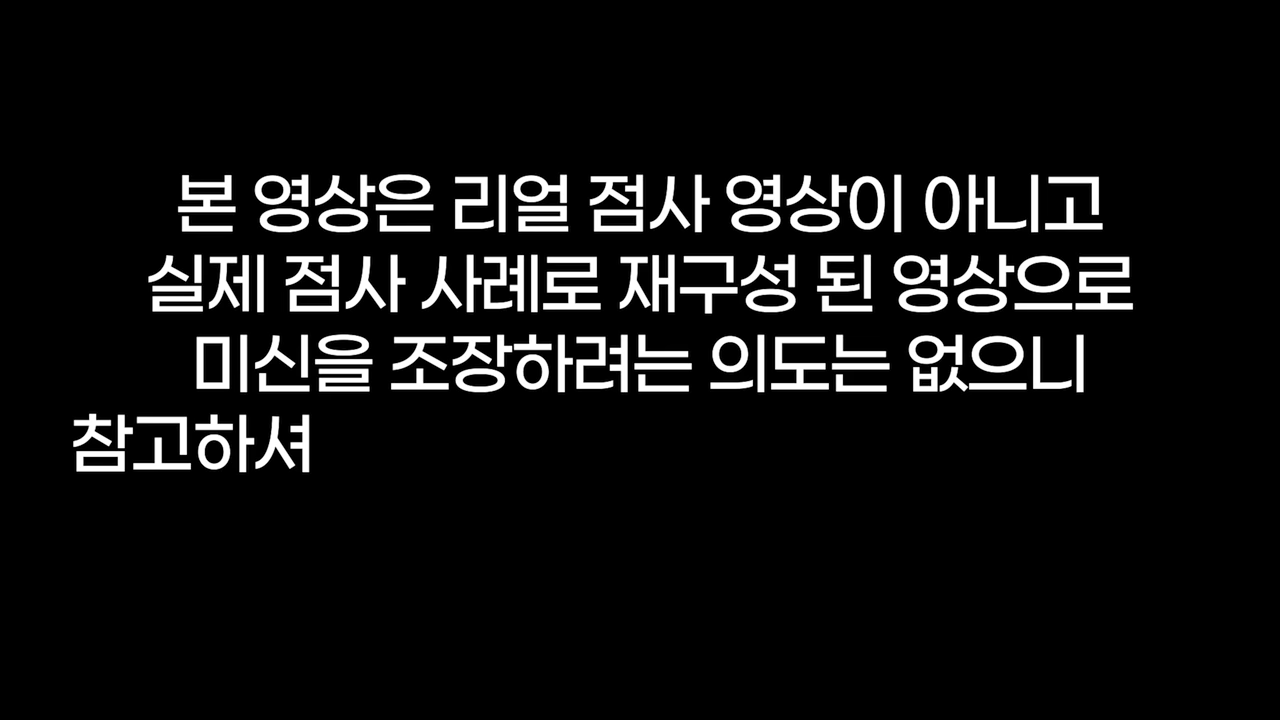 본 영상은 리얼 점사 영상이 아니고
실제 점사 사례로 재구성 된 영상으로
미신을 조장하려는 의도는 없으니
참고하셔